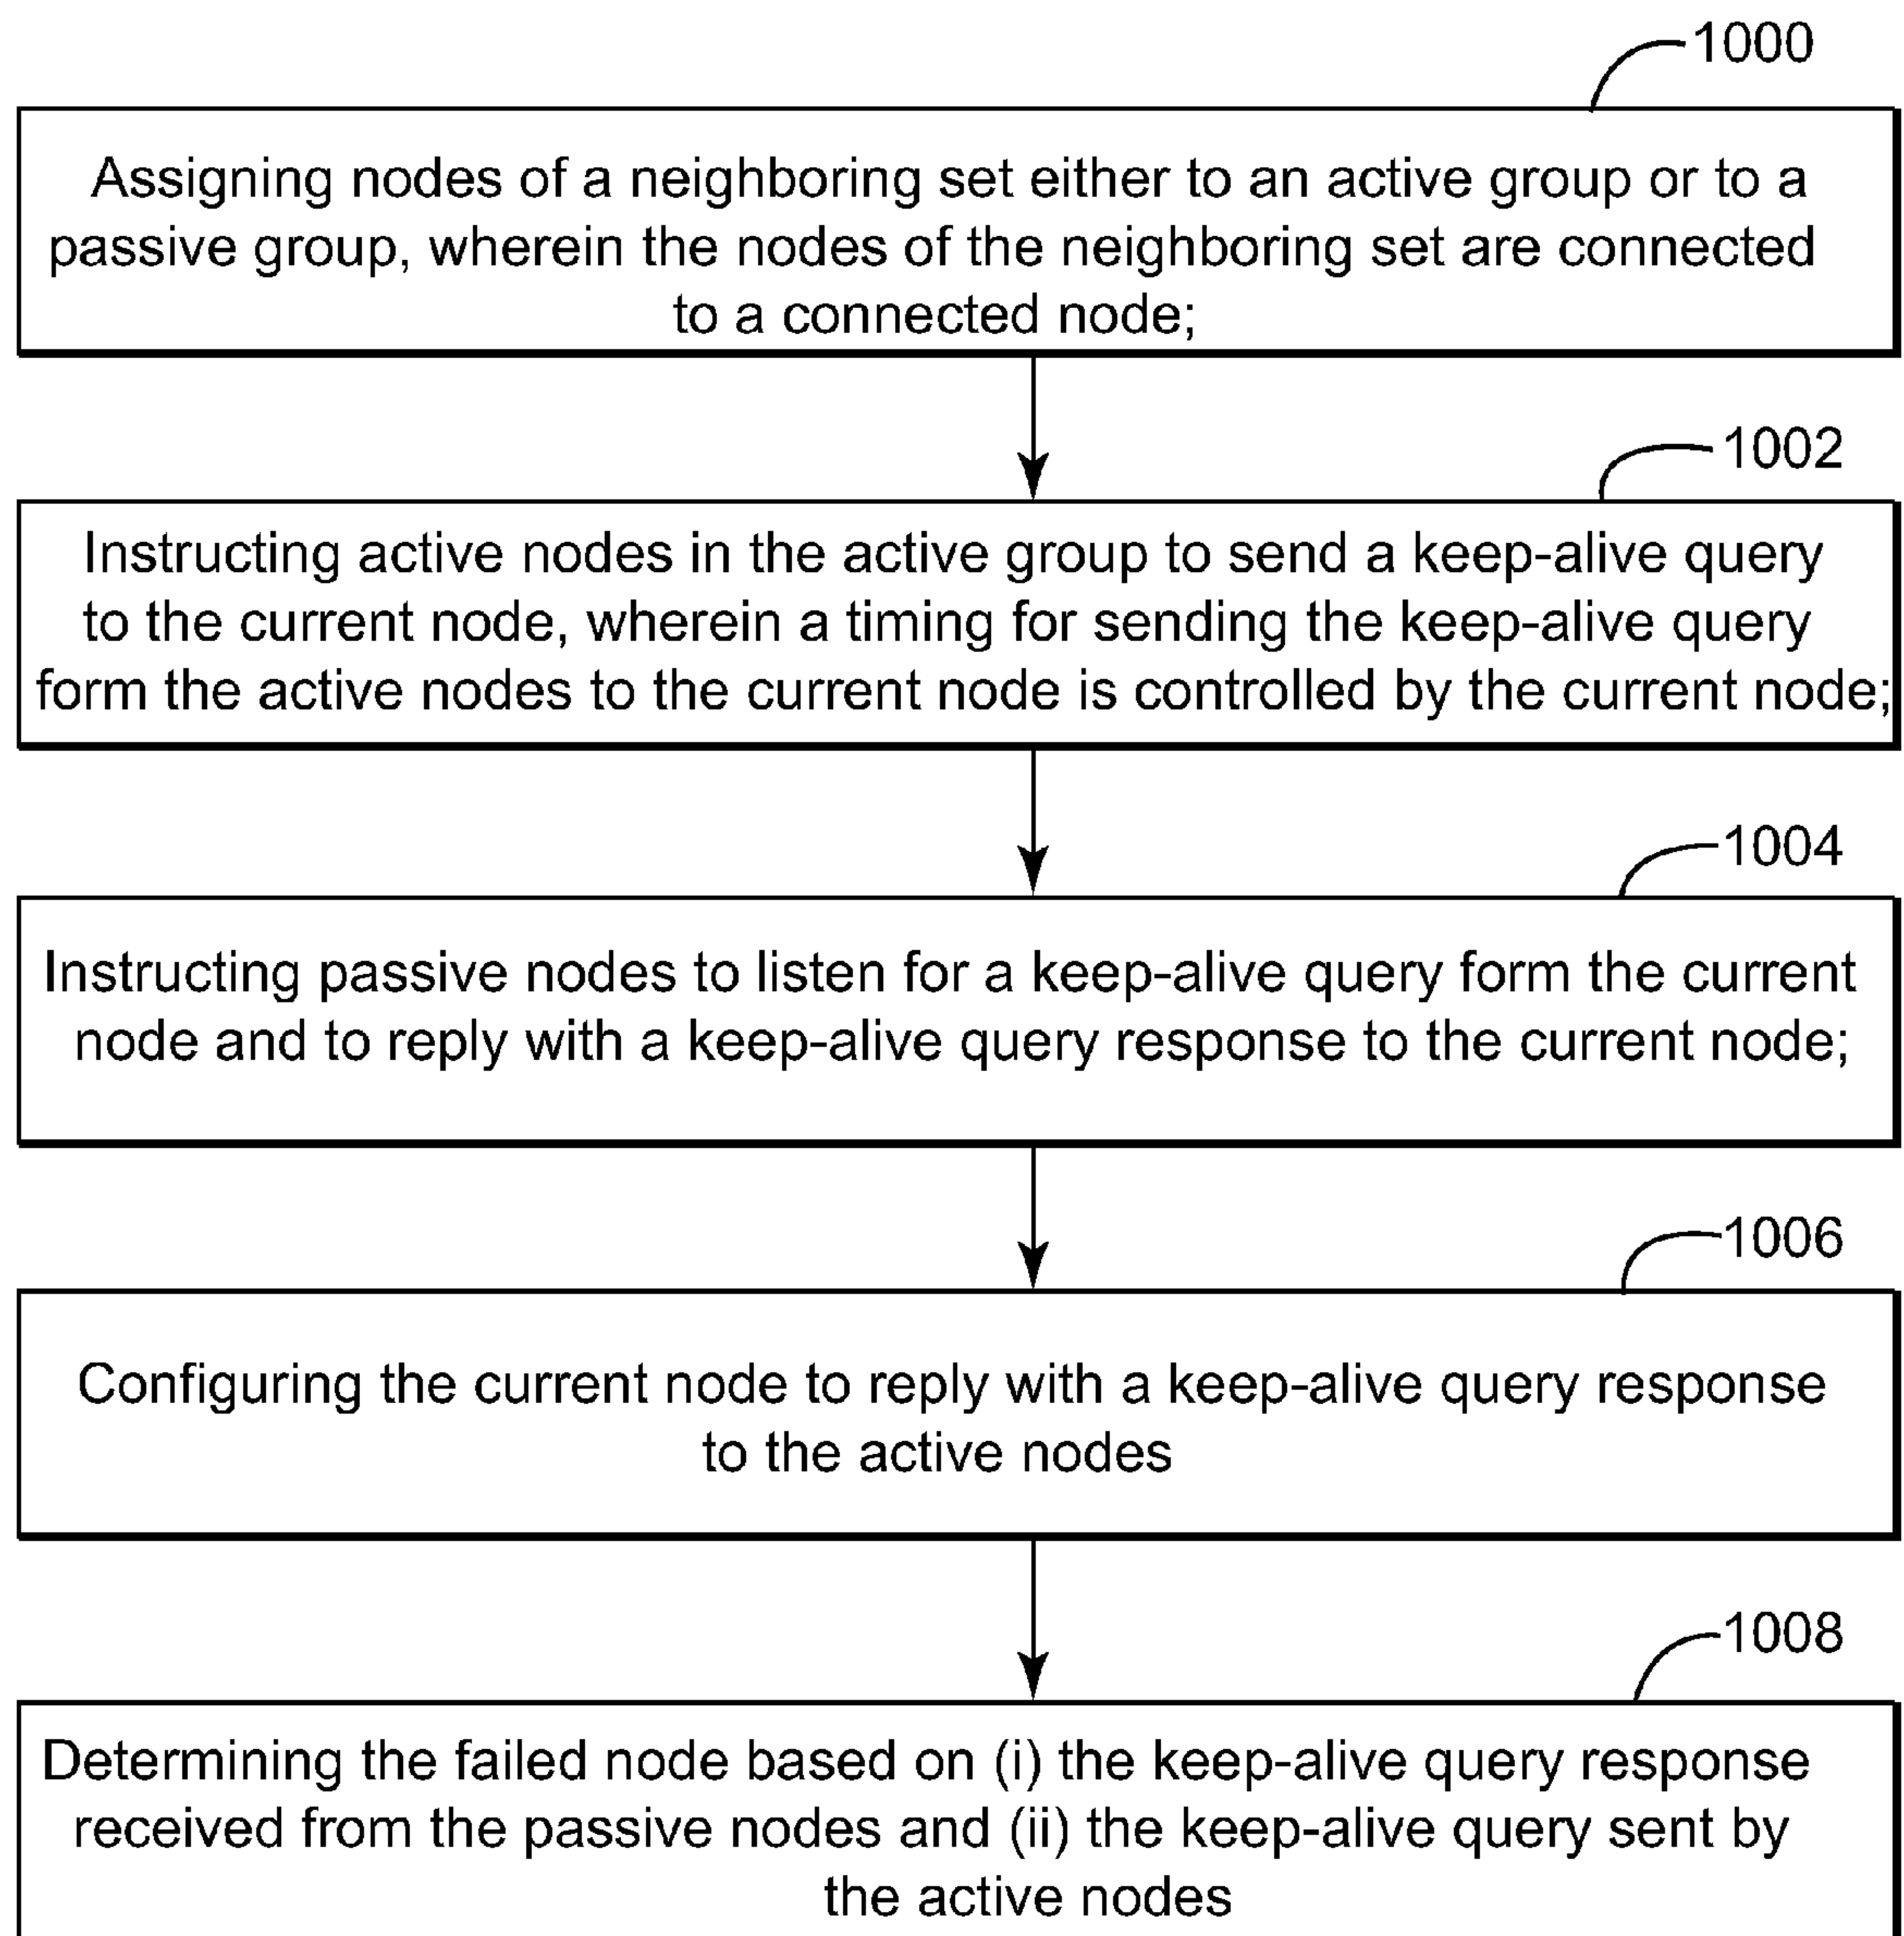 1000
Assigning nodes of a neighboring set either to an active group or to a
passive group, wherein the nodes of the neighboring set are connected
to a connected node;
1002
Instructing active nodes in the active group to send a keep-alive query
to the current node, wherein a timing for sending the keep-alive query
form the active nodes to the current node is controlled by the current node;
1004
Instructing passive nodes to listen for a keep-alive query form the current
node and to reply with a keep-alive query response to the current node;
1006
Configuring the current node to reply with a keep-alive query response
to the active nodes
1008
Determining the failed node based on (i) the keep-alive query response
received from the passive nodes and (ii) the keep-alive query sent by
the active nodes